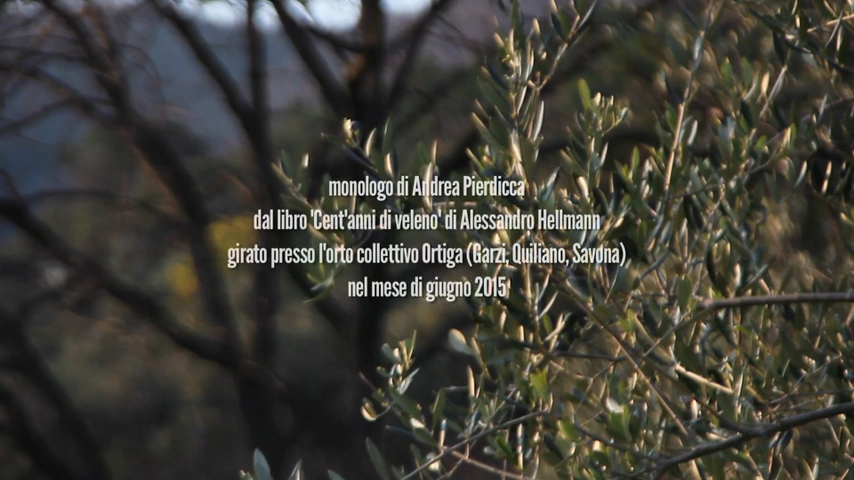 monologo di Andrea Pierdicca
dal libro 'Cent'anni di veleno' di Alessandro Hellmann
girato presso l'orto collettivo Ortiga (Garzi, Quiliano, Savona)
nel mese di giugno 2015